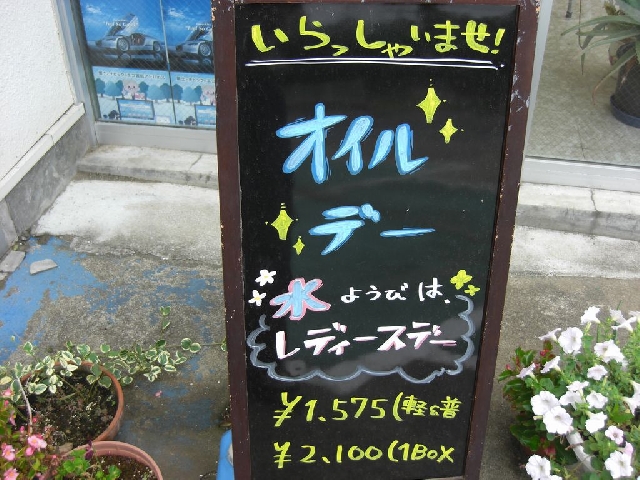 いらっしゃいませ!
オイル
デー
水ようびは、
レディースデー
¥1.575(軽&普
¥2.100(1BOX